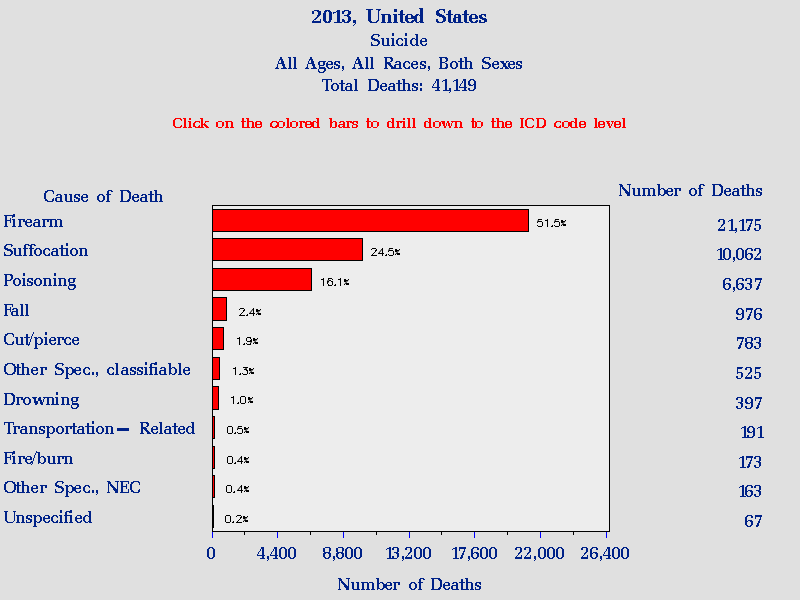 2013, United States
Suicide
All Ages, All Races, Both Sexes
Total Deaths: 41,149
Click on the colored bars to drill down to the ICD code level
Cause of Death Number of Deaths
Firearm 51.5% 21,175
Suffocation 24.5% 10,062
Poisoning 16.1% 6,637
Fall 2.4% 976
Cut/pierce 1.9% 783
Other Spec., classifiable 1.3% 525
Drowning 1.0% 397
Transportation— Related 0.5% 191
Fire/burn 0.4% 173
Other Spec., NEC 0.4% 163
Unspecified 0.2% 67
0 4,400 8,800 13,200 17,600 22,000 26,400
Number of Deaths